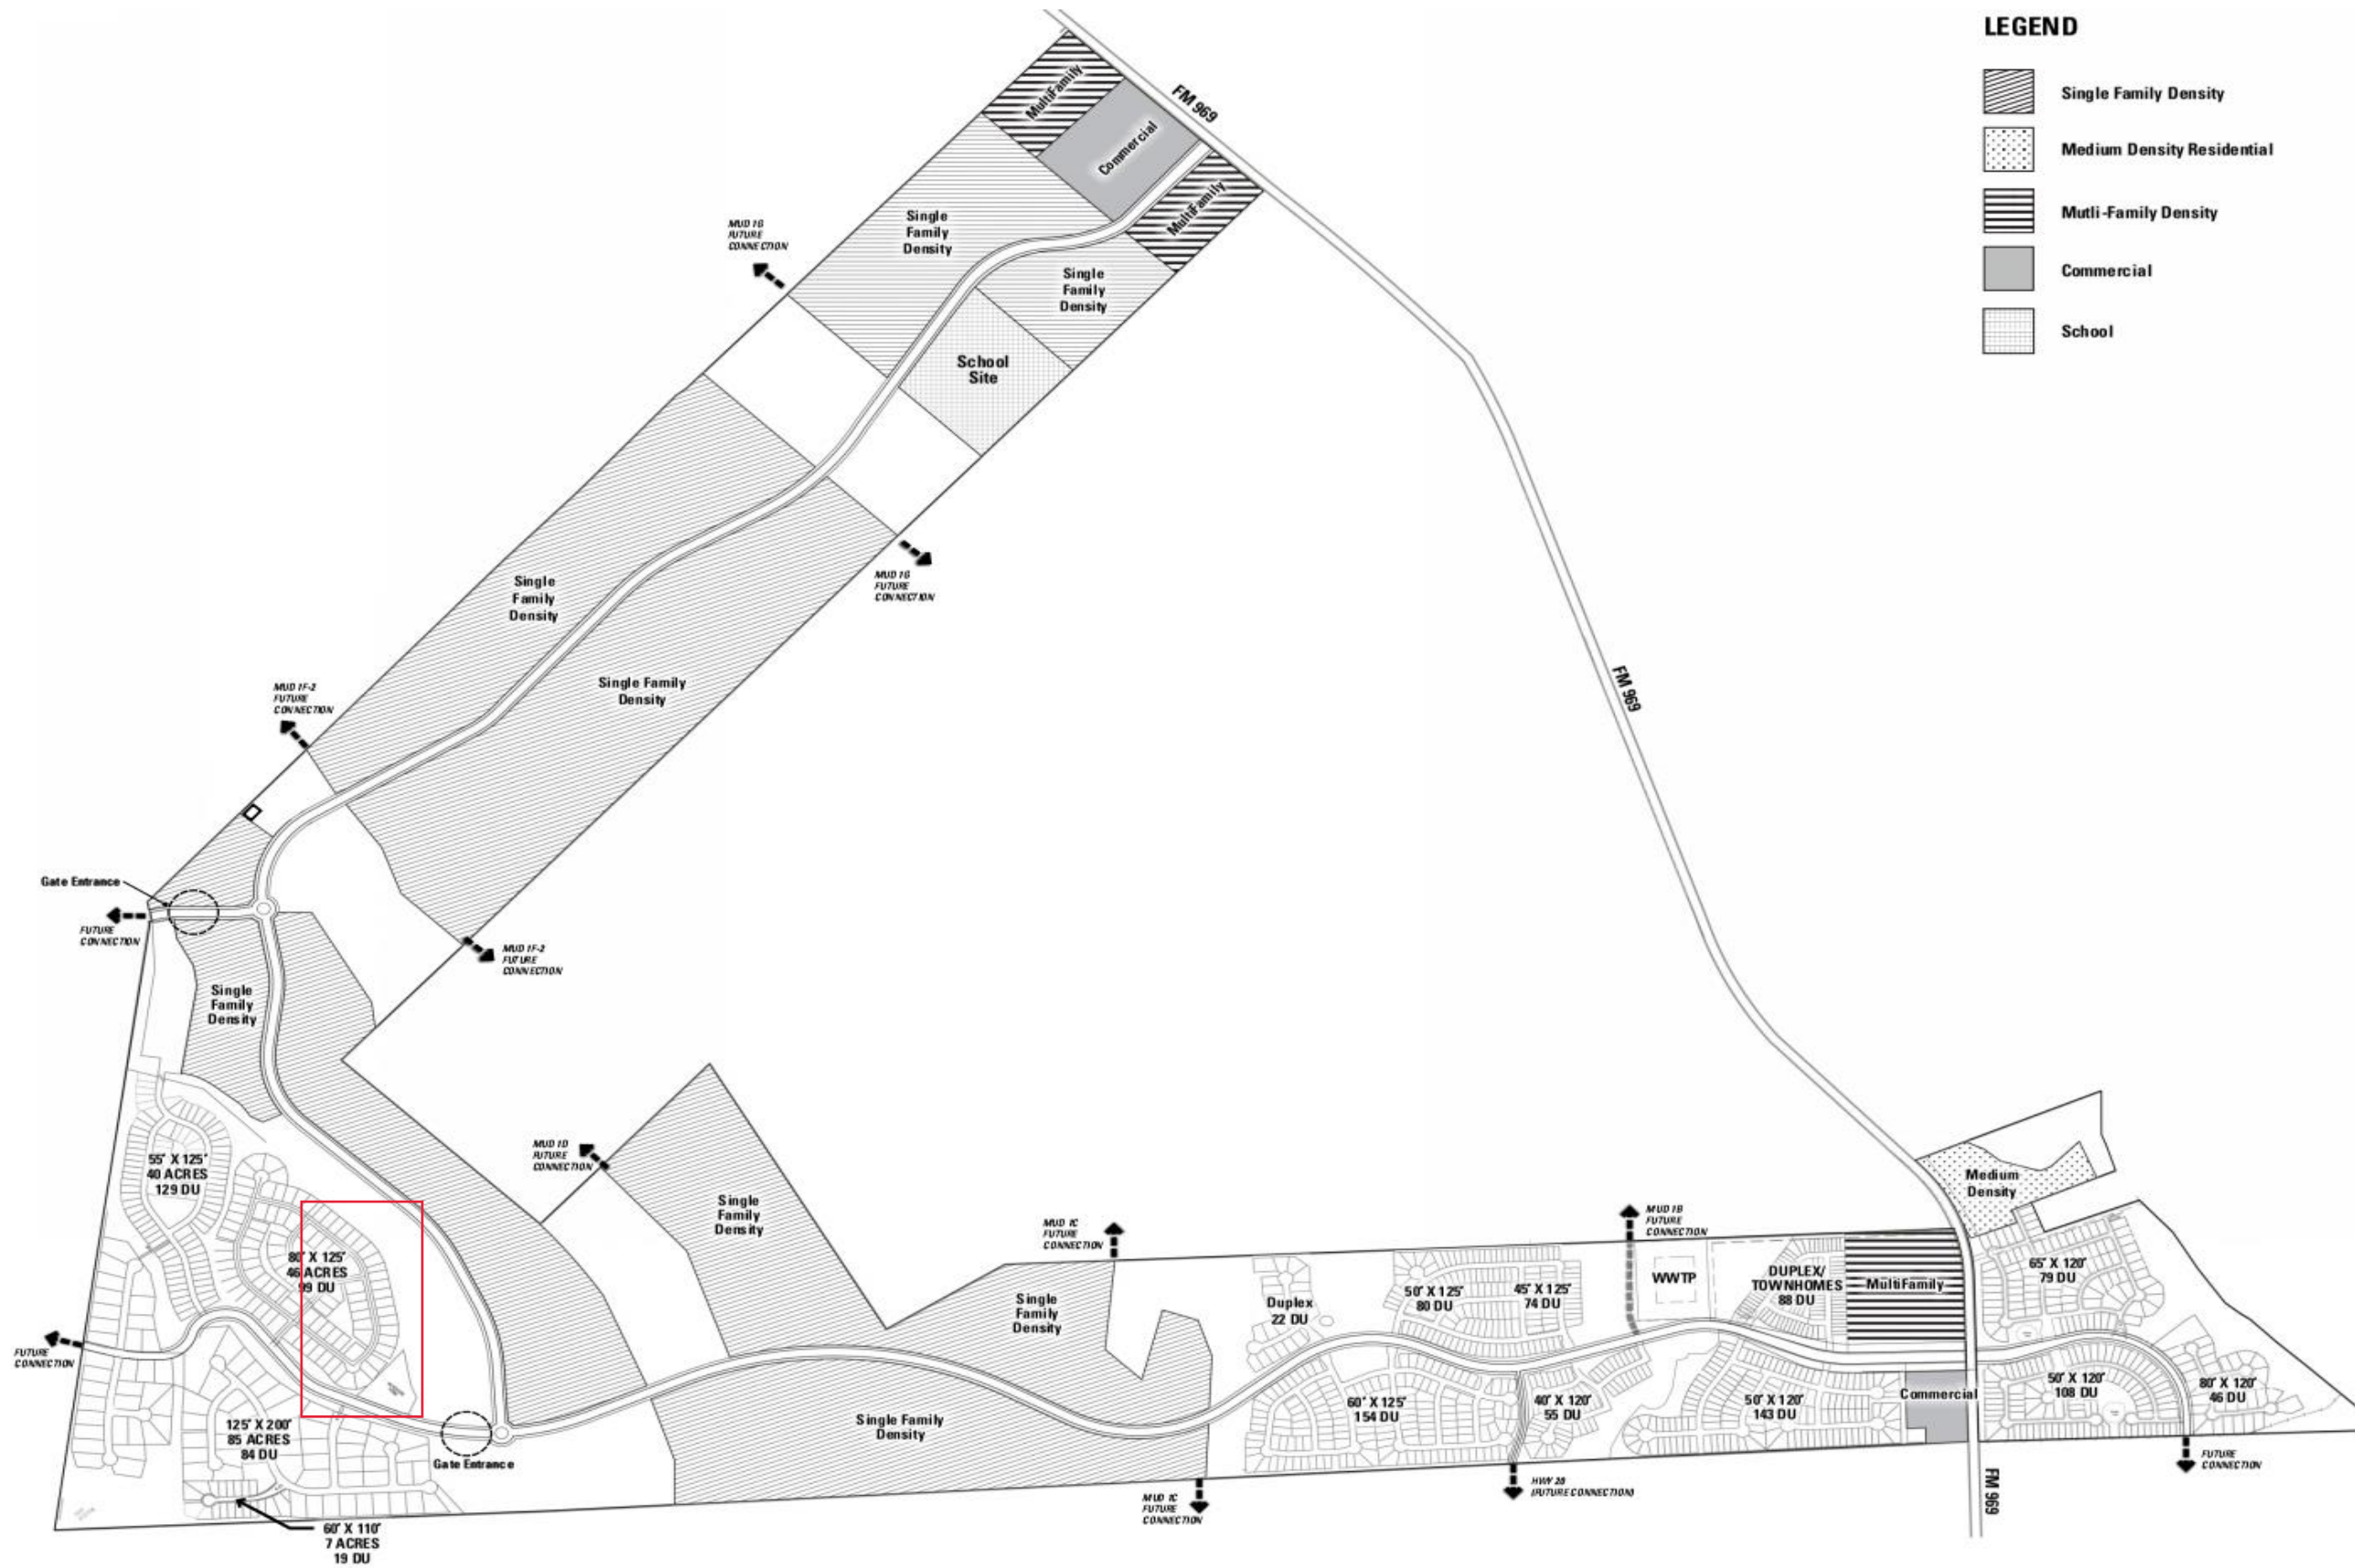 LEGEND
Single Family Density
Medium Density Residential
Mutli-Family Density
Commercial
School
FM 969
MultiFamily
Commercial
MultiFamily
Single
Family
Density
Single
Family
Density
School
Site
MUD 1G
FUTURE
CONNECTION
MUD 1G
FUTURE
CONNECTION
Single
Family
Density
Single Family
Density
FM 969
MUD 1F-2
FUTURE
CONNECTION
Gate Entrance
FUTURE
CONNECTION
MUD 1F-2
FUTURE
CONNECTION
Single
Family
Density
MUD 1D
FUTURE
CONNECTION
Single
Family
Density
55' X 125'
40 ACRES
129 DU
80' X 125'
46 ACRES
99 DU
FUTURE
CONNECTION
125' X 200'
85 ACRES
84 DU
Gate Entrance
60' X 110'
7 ACRES
19 DU
MUD 1C
FUTURE
CONNECTION
Single
Family
Density
Single Family
Density
MUD 1C
FUTURE
CONNECTION
Duplex
22 DU
50' X 125'
80 DU
45' X 125'
74 DU
MUD 1B
FUTURE
CONNECTION
WWTP
DUPLEX/
TOWNHOMES
88 DU
MultiFamily
Medium
Density
65' X 120'
79 DU
60' X 125'
154 DU
40' X 120'
55 DU
50' X 120'
143 DU
Commercial
50' X 120'
108 DU
80' X 120'
46 DU
HWY 20
(FUTURE CONNECTION)
FUTURE
CONNECTION
FM 969